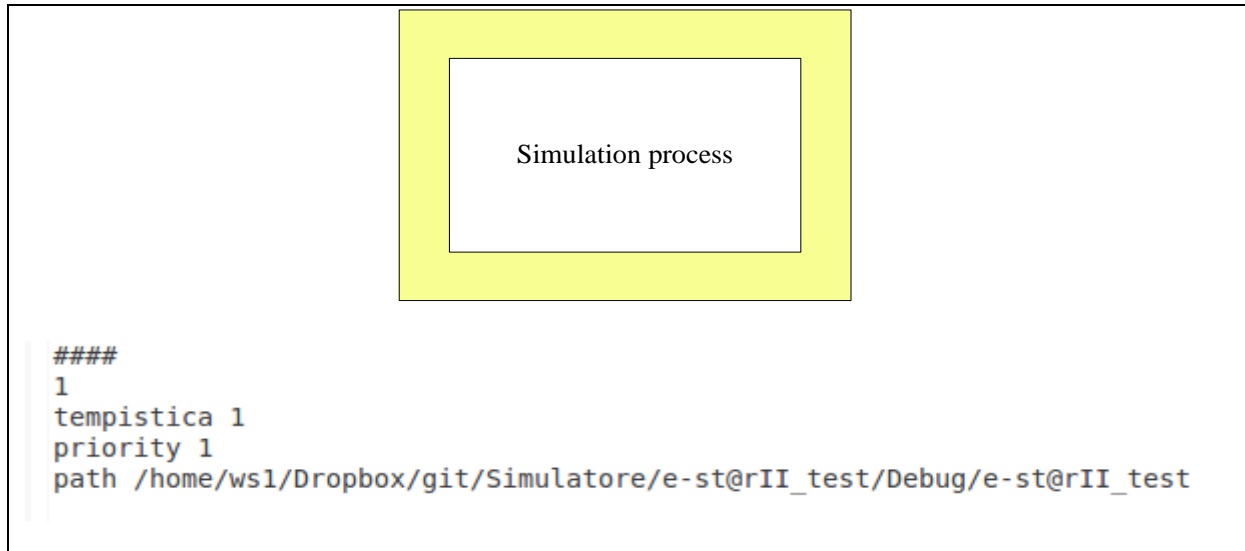 Simulation process
####
1
tempistica 1
priority 1
path /home/ws1/Dropbox/git/Simulatore/e-st@rII_test/Debug/e-st@rII_test